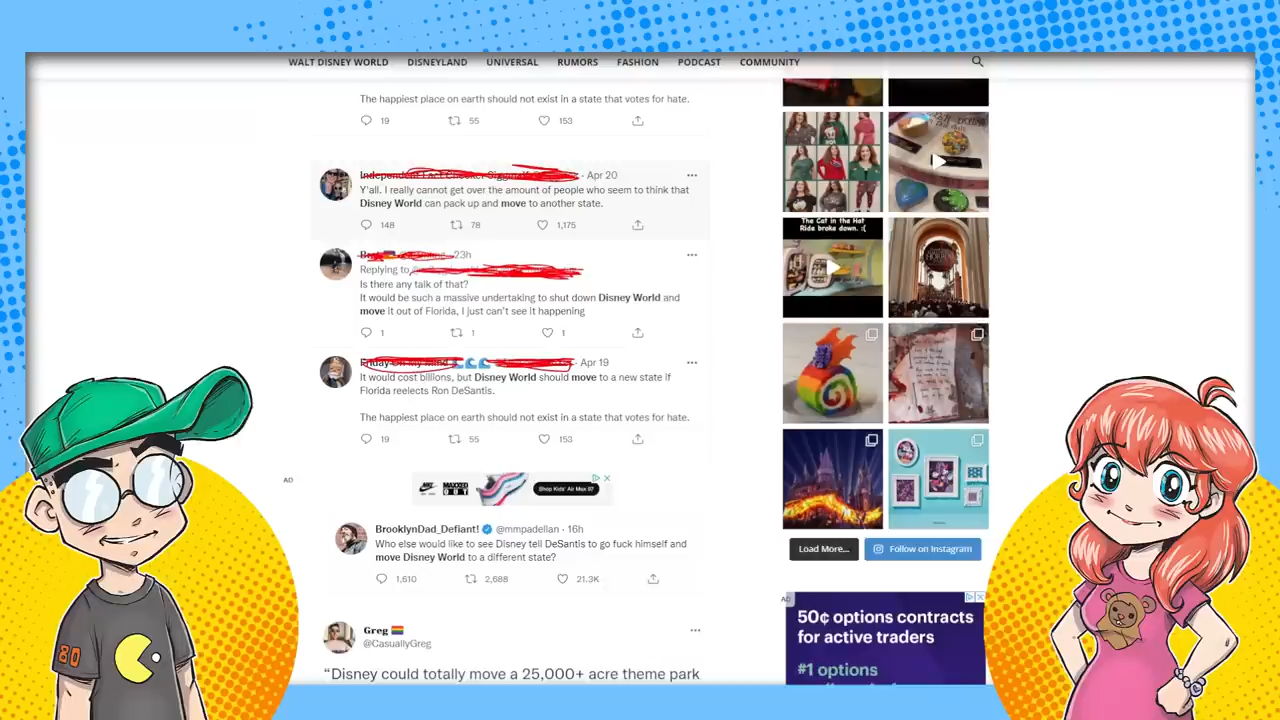 WALT DISNEY WORLD DISNEYLAND UNIVERSAL RUMORS FASHION PODCAST COMMUNITY
The happiest place on earth should not exist in a state that votes for hate.
19 55 153
· Apr 20
Y'all. I really cannot get over the amount of people who seem to think that
Disney World can pack up and move to another state.
148 78 1,175
23h
Replying to
Is there any talk of that?
It would be such a massive undertaking to shut down Disney World and
move it out of Florida, I just can't see it happening
1 1 1
· Apr 19
It would cost billions, but Disney World should move to a new state if
Florida reelects Ron DeSantis.
The happiest place on earth should not exist in a state that votes for hate.
19 55 153
AD
Shop Kids' Air Max 97
BrooklynDad_Defiant! @mmpadellan · 16h
Who else would like to see Disney tell DeSantis to go fuck himself and
move Disney World to a different state?
1,610 2,688 21.3K
Greg
@CasuallyGreg
“Disney could totally move a 25,000+ acre theme park
The Cat in the Hat
Ride broke down. :(
Load More...
Follow on Instagram
AD
50¢ options contracts
for active traders
#1 options
80